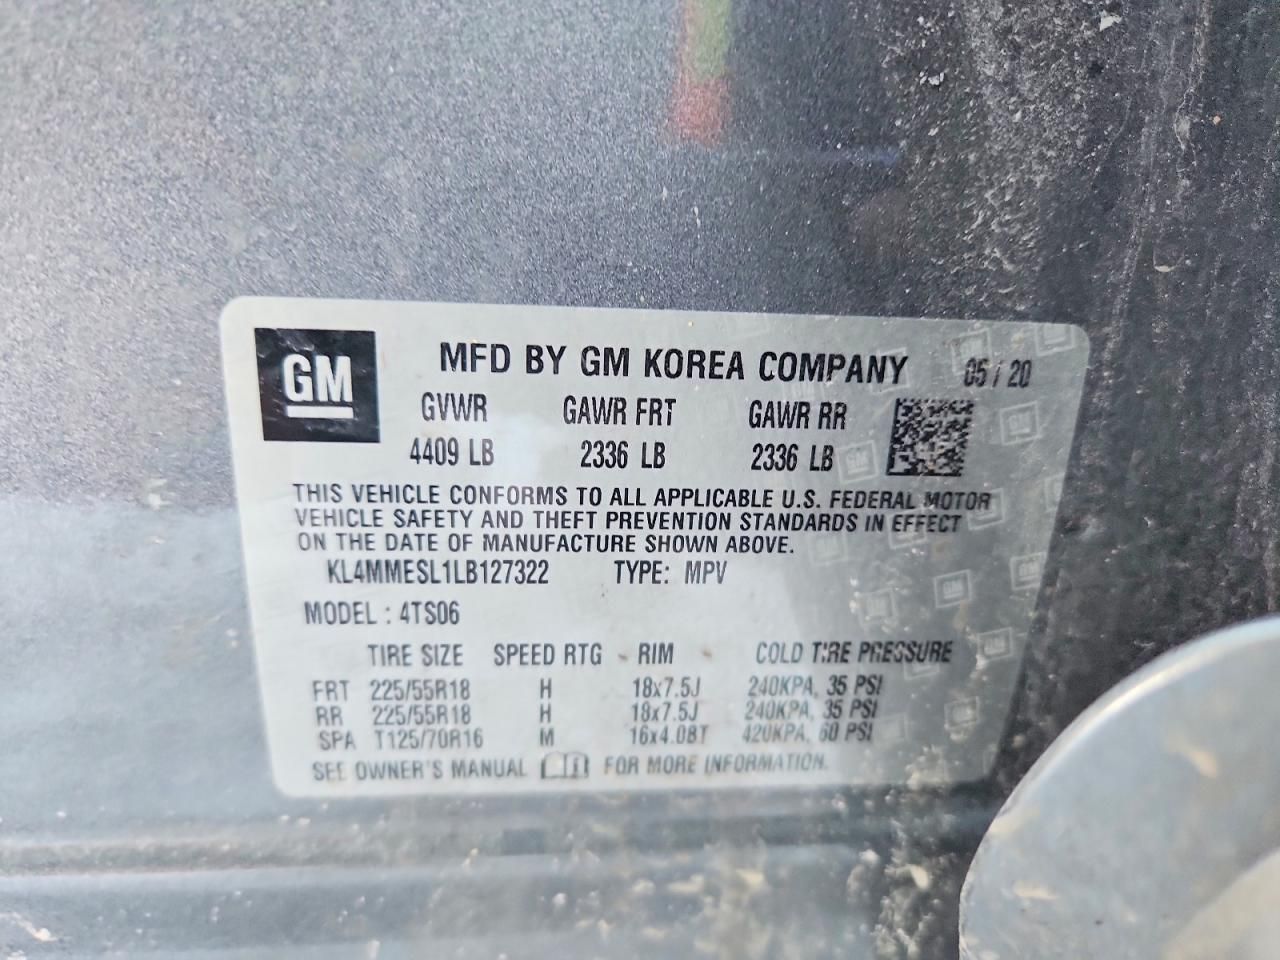 GM
MFD BY GM KOREA COMPANY 05 / 20
GVWR GAWR FRT GAWR RR
4409 LB 2336 LB 2336 LB
THIS VEHICLE CONFORMS TO ALL APPLICABLE U.S. FEDERAL MOTOR
VEHICLE SAFETY AND THEFT PREVENTION STANDARDS IN EFFECT
ON THE DATE OF MANUFACTURE SHOWN ABOVE.
KL4MMESL1LB127322 TYPE: MPV
MODEL : 4TS06
TIRE SIZE SPEED RTG RIM COLD TIRE PRESSURE
FRT 225/55R18 H 18x7.5J 240KPA, 35 PSI
RR 225/55R18 H 18x7.5J 240KPA, 35 PSI
SPA T125/70R16 M 16x4.0BT 420KPA, 60 PSI
SEE OWNER'S MANUAL FOR MORE INFORMATION.